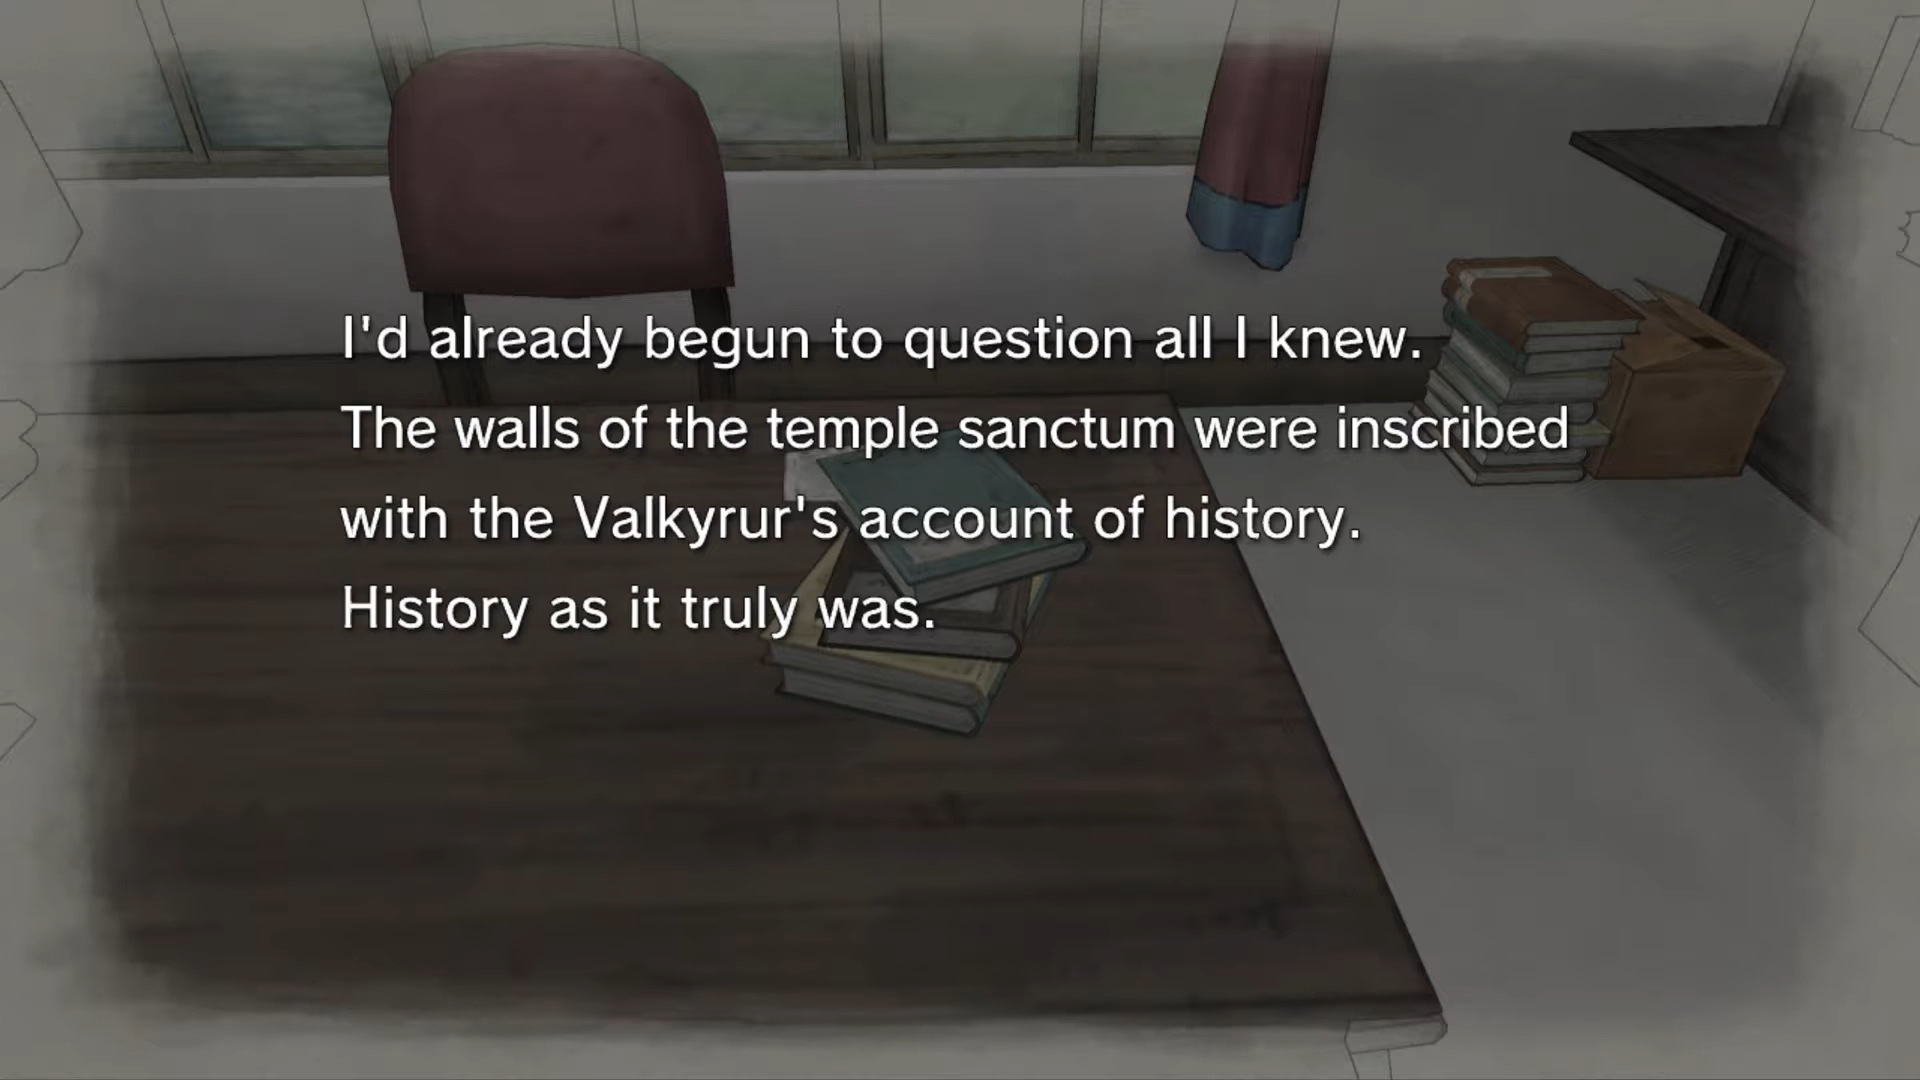 I'd already begun to question all I knew.
The walls of the temple sanctum were inscribed
with the Valkyrur's account of history.
History as it truly was.